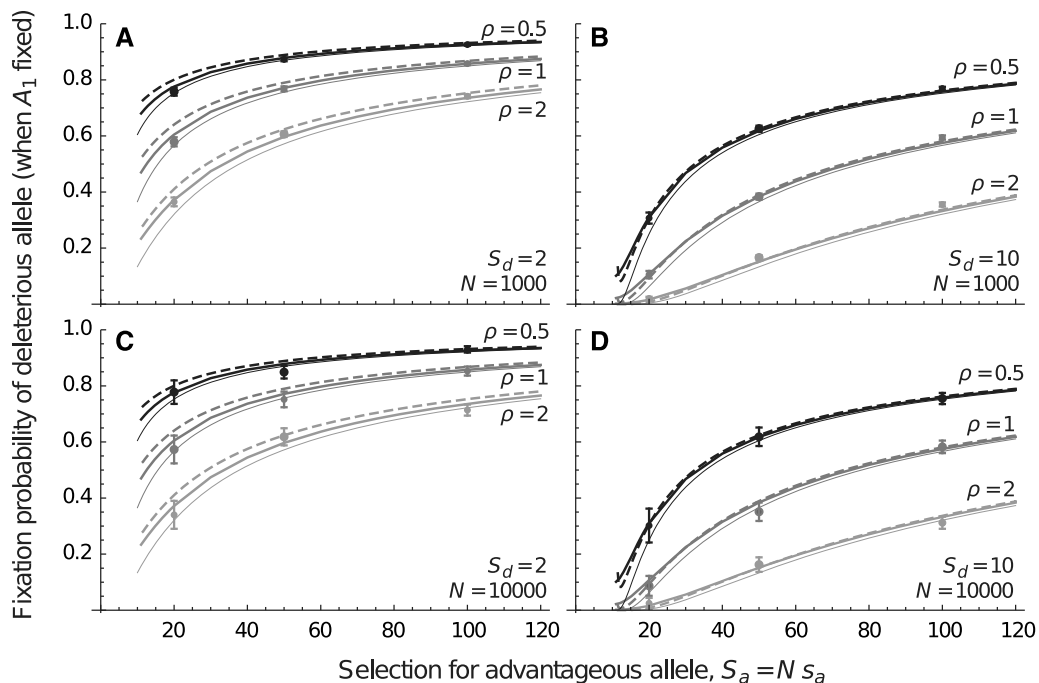 Fixation probability of deleterious allele (when A₁ fixed)
A
1.0
0.8
0.6
0.4
0.2
ρ = 0.5
ρ = 1
ρ = 2
S_d = 2
N = 1000
B
ρ = 0.5
ρ = 1
ρ = 2
S_d = 10
N = 1000
C
1.0
0.8
0.6
0.4
0.2
ρ = 0.5
ρ = 1
ρ = 2
S_d = 2
N = 10000
20 40 60 80 100 120
D
ρ = 0.5
ρ = 1
ρ = 2
S_d = 10
N = 10000
20 40 60 80 100 120
Selection for advantageous allele, S_a = N s_a